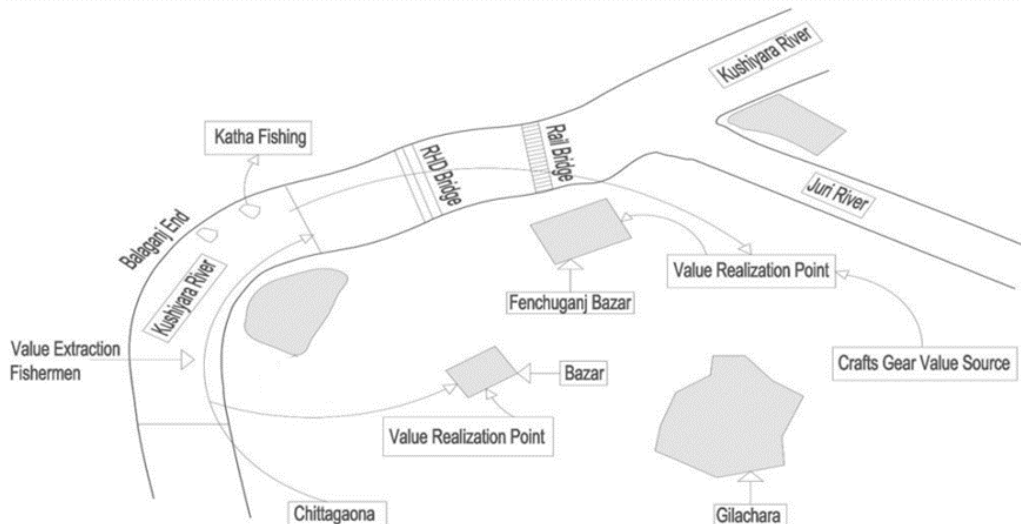 Kushiyara River
Katha Fishing
RHD Bridge
Rail Bridge
Juri River
Balaganj End
Kushiyara River
Value Realization Point
Fenchuganj Bazar
Value Extraction
Fishermen
Bazar
Crafts Gear Value Source
Value Realization Point
Chittagaona
Gilachara